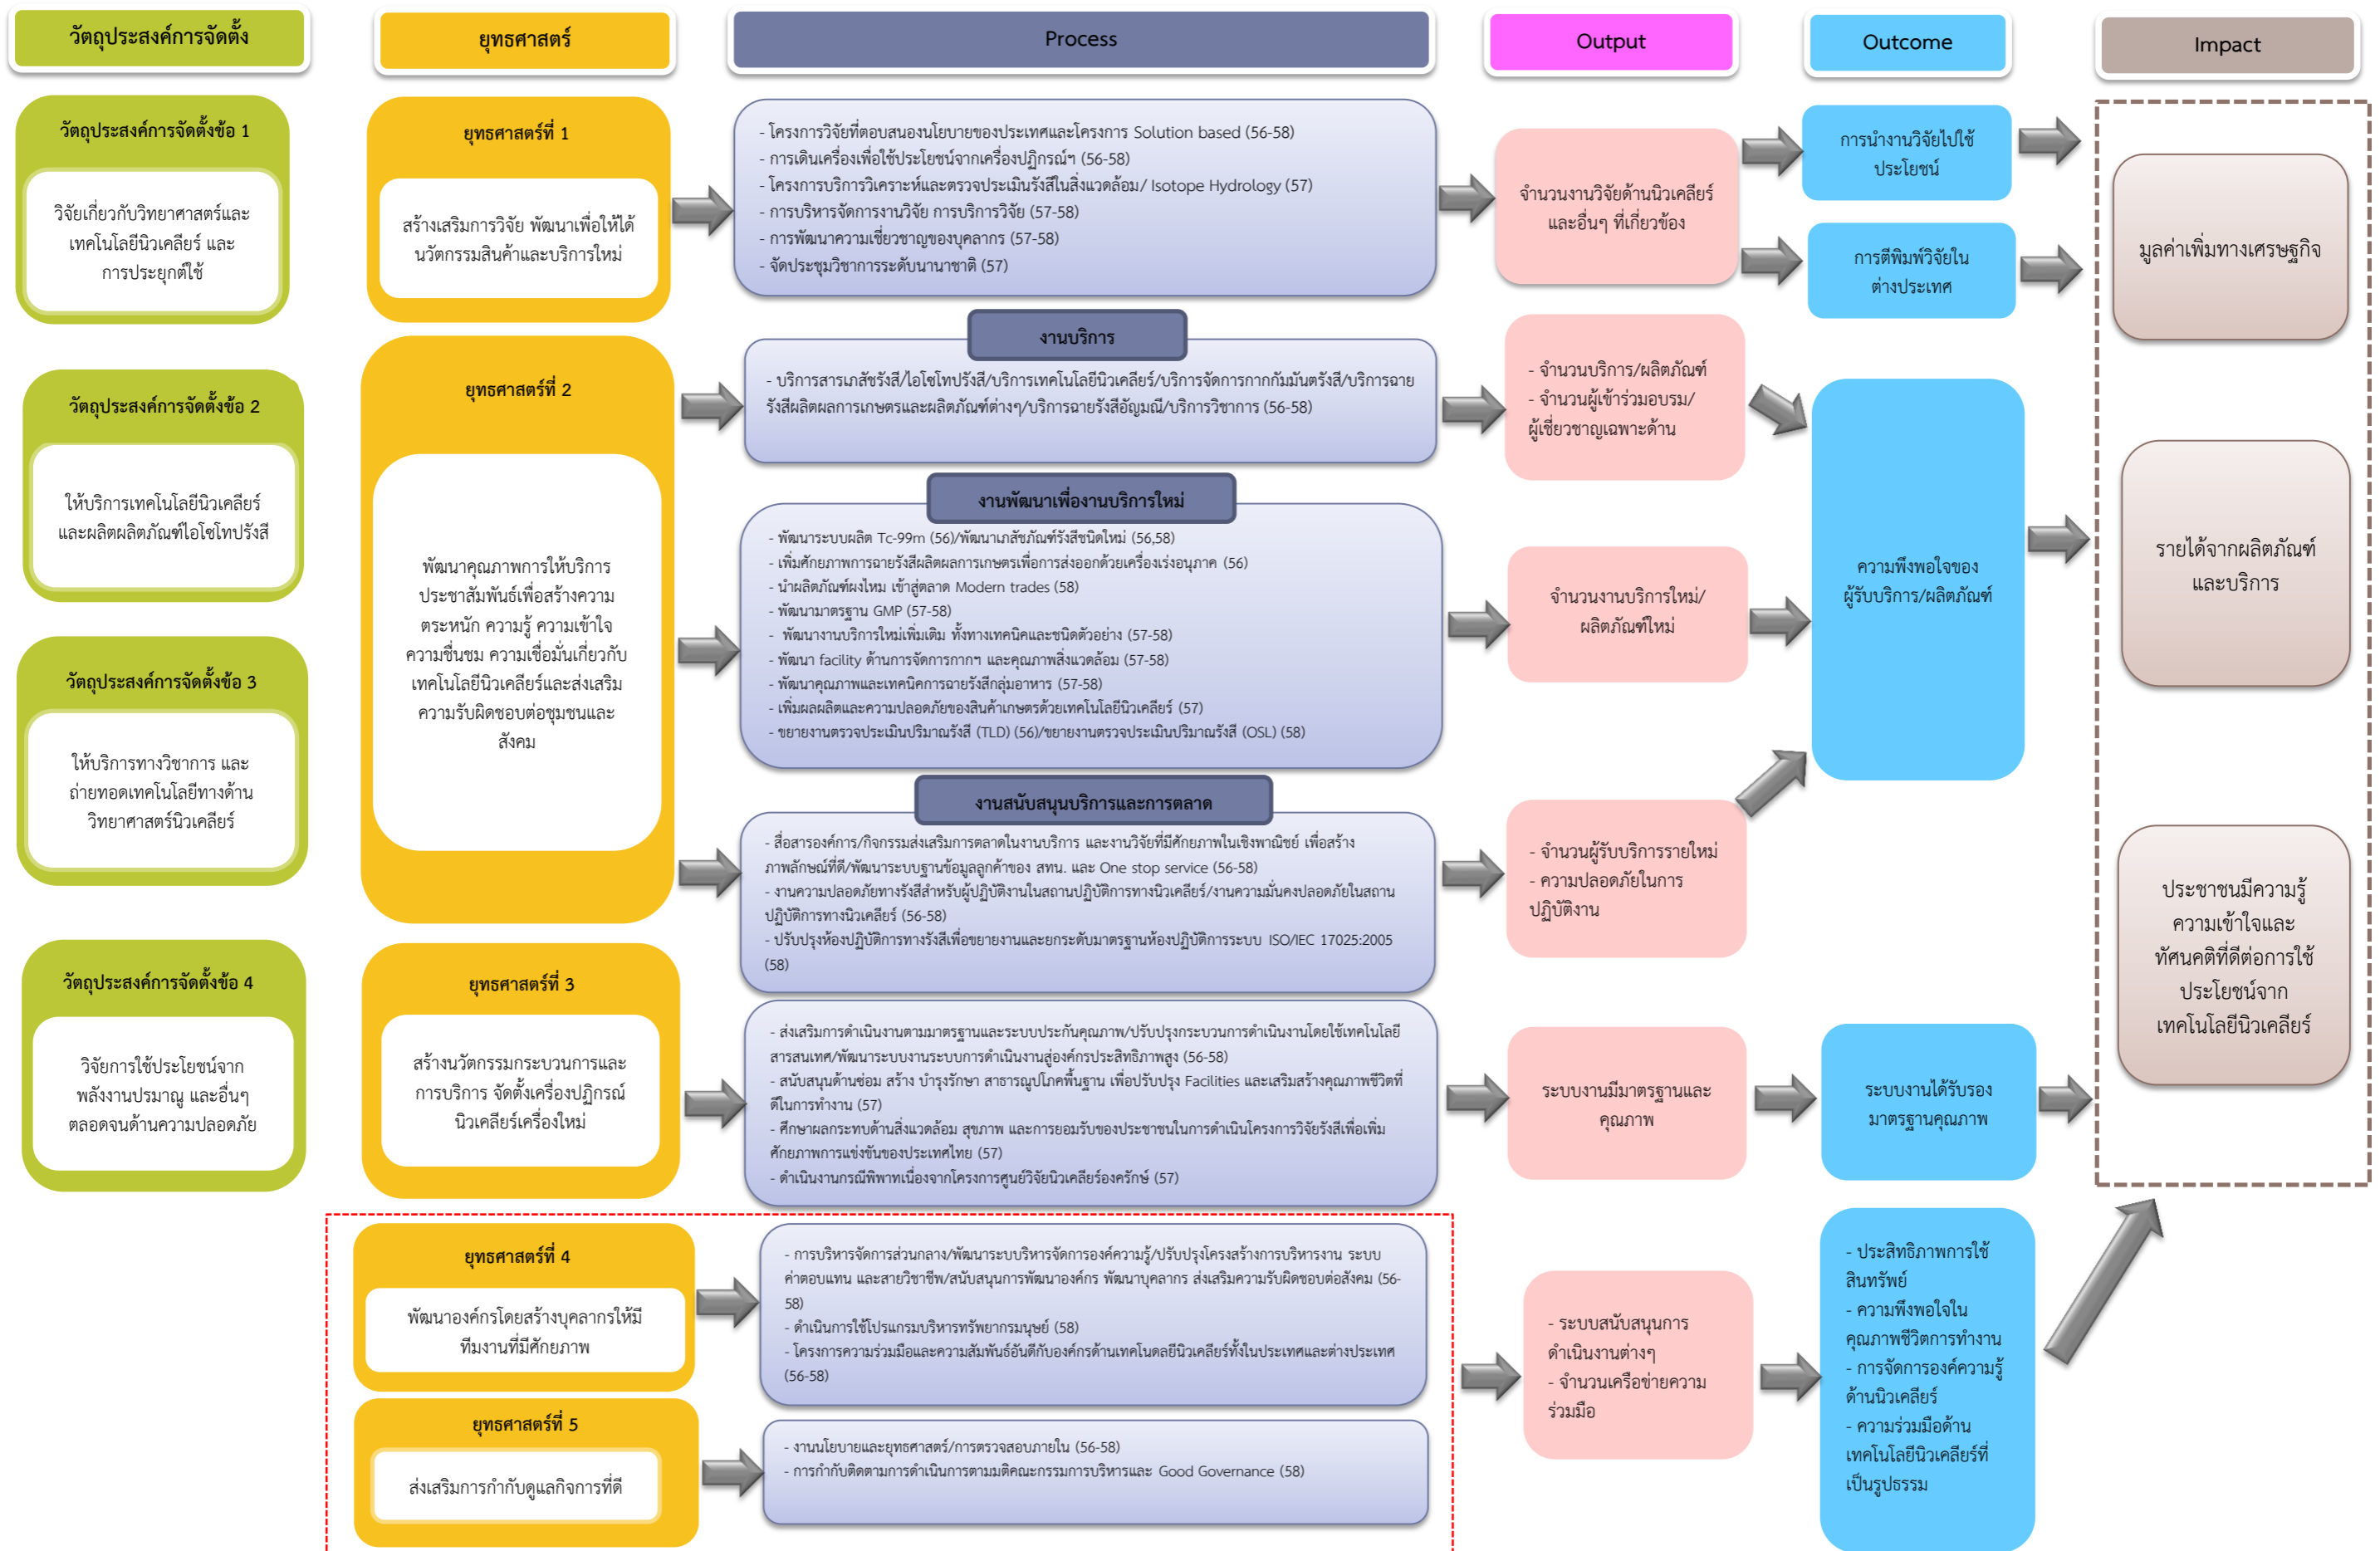 วัตถุประสงค์การจัดตั้ง
ยุทธศาสตร์
Process
Output
Outcome
Impact
วัตถุประสงค์การจัดตั้งข้อ 1
วิจัยเกี่ยวกับวิทยาศาสตร์และ
เทคโนโลยีนิวเคลียร์ และ
การประยุกต์ใช้
วัตถุประสงค์การจัดตั้งข้อ 2
ให้บริการเทคโนโลยีนิวเคลียร์
และผลิตผลิตภัณฑ์ไอโซโทปรังสี
วัตถุประสงค์การจัดตั้งข้อ 3
ให้บริการทางวิชาการ และ
ถ่ายทอดเทคโนโลยีทางด้าน
วิทยาศาสตร์นิวเคลียร์
วัตถุประสงค์การจัดตั้งข้อ 4
วิจัยการใช้ประโยชน์จาก
พลังงานปรมาณู และอื่นๆ
ตลอดจนด้านความปลอดภัย
ยุทธศาสตร์ที่ 1
สร้างเสริมการวิจัย พัฒนาเพื่อให้ได้
นวัตกรรมสินค้าและบริการใหม่
- โครงการวิจัยที่ตอบสนองนโยบายของประเทศและโครงการ Solution based (56-58)
- การเดินเครื่องเพื่อใช้ประโยชน์จากเครื่องปฏิกรณ์ฯ (56-58)
- โครงการบริการวิเคราะห์และตรวจประเมินรังสีในสิ่งแวดล้อม/ Isotope Hydrology (57)
- การบริหารจัดการงานวิจัย การบริการวิจัย (57-58)
- การพัฒนาความเชี่ยวชาญของบุคลากร (57-58)
- จัดประชุมวิชาการระดับนานาชาติ (57)
จำนวนงานวิจัยด้านนิวเคลียร์
และอื่นๆ ที่เกี่ยวข้อง
การนำงานวิจัยไปใช้
ประโยชน์
การตีพิมพ์วิจัยใน
ต่างประเทศ
ยุทธศาสตร์ที่ 2
พัฒนาคุณภาพการให้บริการ
ประชาสัมพันธ์เพื่อสร้างความ
ตระหนัก ความรู้ ความเข้าใจ
ความชื่นชม ความเชื่อมั่นเกี่ยวกับ
เทคโนโลยีนิวเคลียร์และส่งเสริม
ความรับผิดชอบต่อชุมชนและ
สังคม
งานบริการ
- บริการสารเภสัชรังสี/ไอโซโทปรังสี/บริการเทคโนโลยีนิวเคลียร์/บริการจัดการกากกัมมันตรังสี/บริการฉาย
รังสีผลิตผลการเกษตรและผลิตภัณฑ์ต่างๆ/บริการฉายรังสีอัญมณี/บริการวิชาการ (56-58)
- จำนวนบริการ/ผลิตภัณฑ์
- จำนวนผู้เข้าร่วมอบรม/
ผู้เชี่ยวชาญเฉพาะด้าน
งานพัฒนาเพื่องานบริการใหม่
- พัฒนาระบบผลิต Tc-99m (56)/พัฒนาเภสัชภัณฑ์รังสีชนิดใหม่ (56,58)
- เพิ่มศักยภาพการฉายรังสีผลิตผลการเกษตรเพื่อการส่งออกด้วยเครื่องเร่งอนุภาค (56)
- นำผลิตภัณฑ์ผงไหม เข้าสู่ตลาด Modern trades (58)
- พัฒนามาตรฐาน GMP (57-58)
- พัฒนางานบริการใหม่เพิ่มเติม ทั้งทางเทคนิคและชนิดตัวอย่าง (57-58)
- พัฒนา facility ด้านการจัดการกากฯ และคุณภาพสิ่งแวดล้อม (57-58)
- พัฒนาคุณภาพและเทคนิคการฉายรังสีกลุ่มอาหาร (57-58)
- เพิ่มผลผลิตและความปลอดภัยของสินค้าเกษตรด้วยเทคโนโลยีนิวเคลียร์ (57)
- ขยายงานตรวจประเมินปริมาณรังสี (TLD) (56)/ขยายงานตรวจประเมินปริมาณรังสี (OSL) (58)
จำนวนงานบริการใหม่/
ผลิตภัณฑ์ใหม่
ความพึงพอใจของ
ผู้รับบริการ/ผลิตภัณฑ์
งานสนับสนุนบริการและการตลาด
- สื่อสารองค์การ/กิจกรรมส่งเสริมการตลาดในงานบริการ และงานวิจัยที่มีศักยภาพในเชิงพาณิชย์ เพื่อสร้าง
ภาพลักษณ์ที่ดี/พัฒนาระบบฐานข้อมูลลูกค้าของ สทน. และ One stop service (56-58)
- งานความปลอดภัยทางรังสีสำหรับผู้ปฏิบัติงานในสถานปฏิบัติการทางนิวเคลียร์/งานความมั่นคงปลอดภัยในสถาน
ปฏิบัติการทางนิวเคลียร์ (56-58)
- ปรับปรุงห้องปฏิบัติการทางรังสีเพื่อขยายงานและยกระดับมาตรฐานห้องปฏิบัติการระบบ ISO/IEC 17025:2005
(58)
- จำนวนผู้รับบริการรายใหม่
- ความปลอดภัยในการ
ปฏิบัติงาน
ยุทธศาสตร์ที่ 3
สร้างนวัตกรรมกระบวนการและ
การบริการ จัดตั้งเครื่องปฏิกรณ์
นิวเคลียร์เครื่องใหม่
- ส่งเสริมการดำเนินงานตามมาตรฐานและระบบประกันคุณภาพ/ปรับปรุงกระบวนการดำเนินงานโดยใช้เทคโนโลยี
สารสนเทศ/พัฒนาระบบงานระบบการดำเนินงานสู่องค์กรประสิทธิภาพสูง (56-58)
- สนับสนุนด้านซ่อม สร้าง บำรุงรักษา สาธารณูปโภคพื้นฐาน เพื่อปรับปรุง Facilities และเสริมสร้างคุณภาพชีวิตที่
ดีในการทำงาน (57)
- ศึกษาผลกระทบด้านสิ่งแวดล้อม สุขภาพ และการยอมรับของประชาชนในการดำเนินโครงการวิจัยรังสีเพื่อเพิ่ม
ศักยภาพการแข่งขันของประเทศไทย (57)
- ดำเนินงานกรณีพิพาทเนื่องจากโครงการศูนย์วิจัยนิวเคลียร์องครักษ์ (57)
ระบบงานมีมาตรฐานและ
คุณภาพ
ระบบงานได้รับรอง
มาตรฐานคุณภาพ
มูลค่าเพิ่มทางเศรษฐกิจ
รายได้จากผลิตภัณฑ์
และบริการ
ประชาชนมีความรู้
ความเข้าใจและ
ทัศนคติที่ดีต่อการใช้
ประโยชน์จาก
เทคโนโลยีนิวเคลียร์
ยุทธศาสตร์ที่ 4
พัฒนาองค์กรโดยสร้างบุคลากรให้มี
ทีมงานที่มีศักยภาพ
- การบริหารจัดการส่วนกลาง/พัฒนาระบบบริหารจัดการองค์ความรู้/ปรับปรุงโครงสร้างการบริหารงาน ระบบ
ค่าตอบแทน และสายวิชาชีพ/สนับสนุนการพัฒนาองค์กร พัฒนาบุคลากร ส่งเสริมความรับผิดชอบต่อสังคม (56-
58)
- ดำเนินการใช้โปรแกรมบริหารทรัพยากรมนุษย์ (58)
- โครงการความร่วมมือและความสัมพันธ์อันดีกับองค์กรด้านเทคโนดลยีนิวเคลียร์ทั้งในประเทศและต่างประเทศ
(56-58)
ยุทธศาสตร์ที่ 5
ส่งเสริมการกำกับดูแลกิจการที่ดี
- งานนโยบายและยุทธศาสตร์/การตรวจสอบภายใน (56-58)
- การกำกับติดตามการดำเนินการตามมติคณะกรรมการบริหารและ Good Governance (58)
- ระบบสนับสนุนการ
ดำเนินงานต่างๆ
- จำนวนเครือข่ายความ
ร่วมมือ
- ประสิทธิภาพการใช้
สินทรัพย์
- ความพึงพอใจใน
คุณภาพชีวิตการทำงาน
- การจัดการองค์ความรู้
ด้านนิวเคลียร์
- ความร่วมมือด้าน
เทคโนโลยีนิวเคลียร์ที่
เป็นรูปธรรม